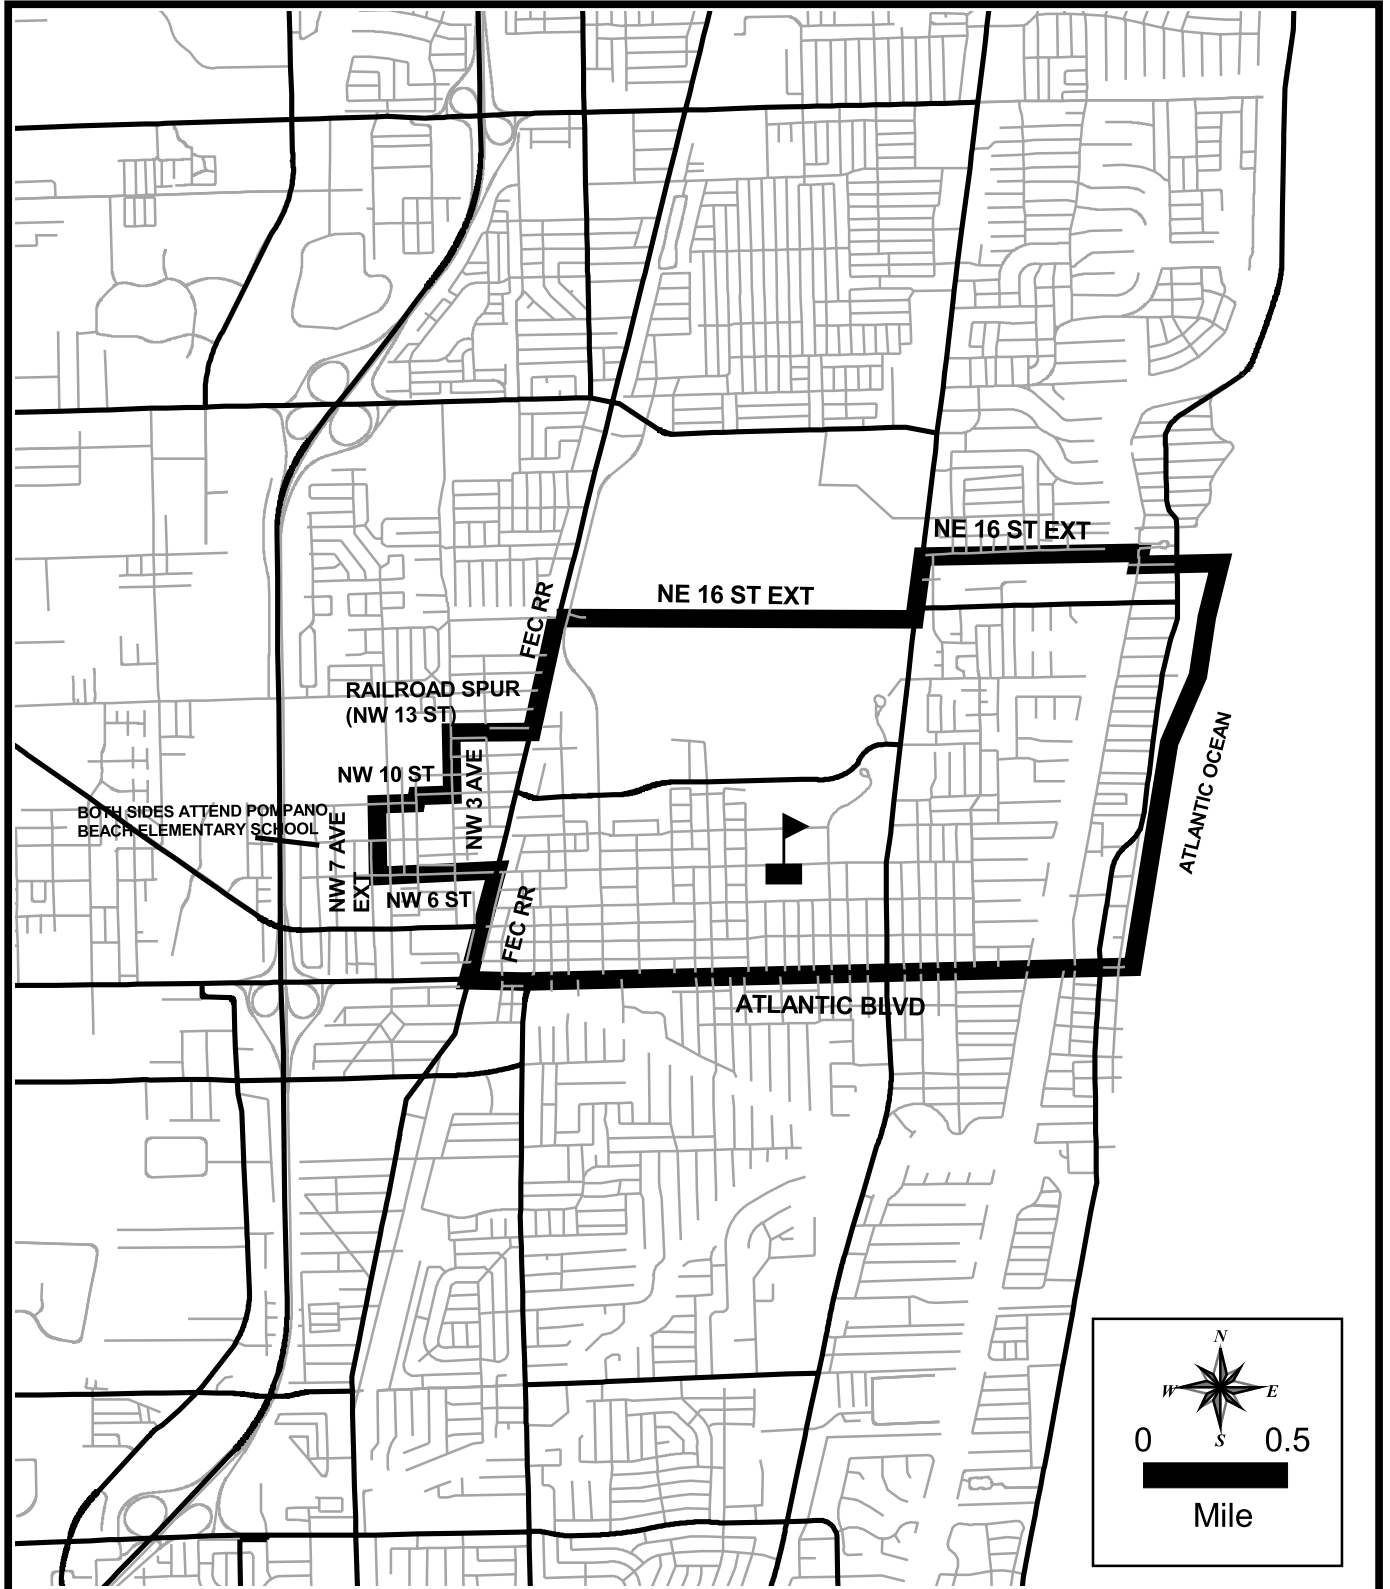 NE 16 ST EXT
NE 16 ST EXT
FEC RR
RAILROAD SPUR
(NW 13 ST)
NW 10 ST
NW 3 AVE
BOTH SIDES ATTEND POMPANO
BEACH ELEMENTARY SCHOOL
NW 7 AVE
EXT
NW 6 ST
FEC RR
ATLANTIC OCEAN
ATLANTIC BLVD
N
W
E
S
0 0.5
Mile